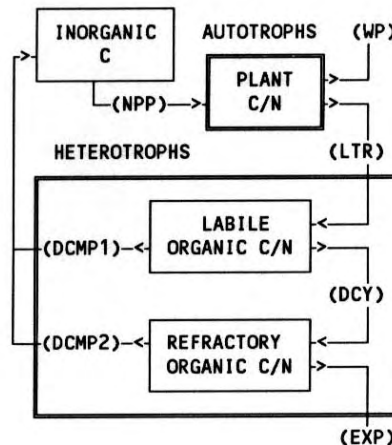 INORGANIC
C
AUTOTROPHS
(WP)
PLANT
C/N
(NPP)
HETEROTROPHS
(LTR)
LABILE
ORGANIC C/N
(DCMP1)
(DCY)
REFRACTORY
ORGANIC C/N
(DCMP2)
(EXP)